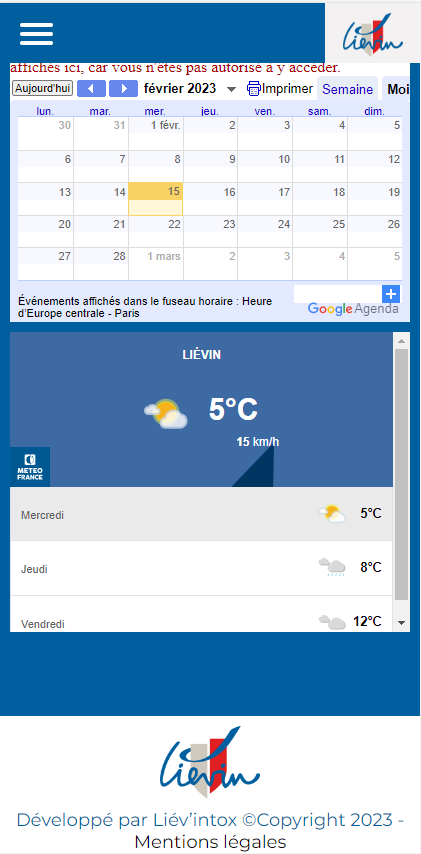 Liévin
affichés ici, car vous n'êtes pas autorisé à y accéder.
Aujourd'hui février 2023 Imprimer Semaine Moi
lun. mar. mer. jeu. ven. sam. dim.
30 31 1 févr. 2 3 4 5
6 7 8 9 10 11 12
13 14 15 16 17 18 19
20 21 22 23 24 25 26
27 28 1 mars 2 3 4 5
Événements affichés dans le fuseau horaire : Heure
d'Europe centrale - Paris
Google Agenda
LIÉVIN
5°C
15 km/h
METEO
FRANCE
Mercredi 5°C
Jeudi 8°C
Vendredi 12°C
Liévin
Développé par Liév'intox ©Copyright 2023 -
Mentions légales